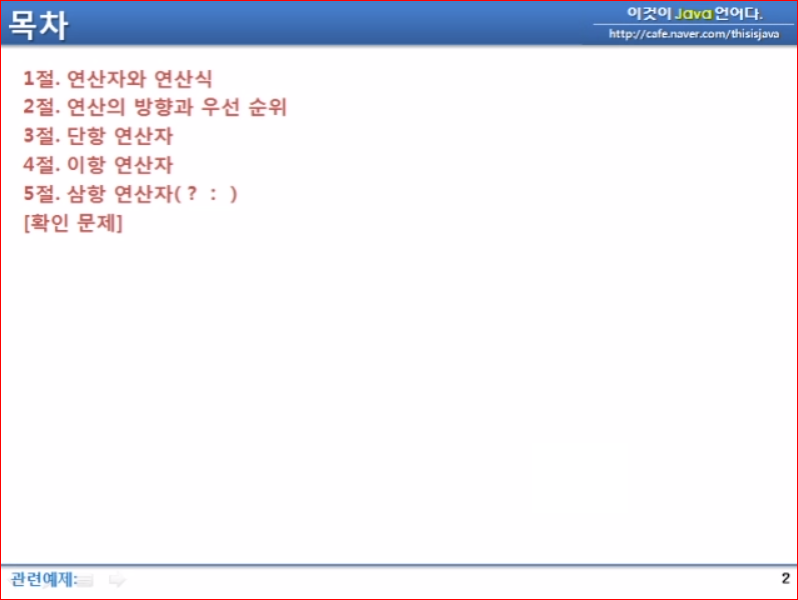 목차
이것이 Java 언어다.
http://cafe.naver.com/thisisjava
1절. 연산자와 연산식
2절. 연산의 방향과 우선 순위
3절. 단항 연산자
4절. 이항 연산자
5절. 삼항 연산자( ? : )
[확인 문제]
관련예제:
2